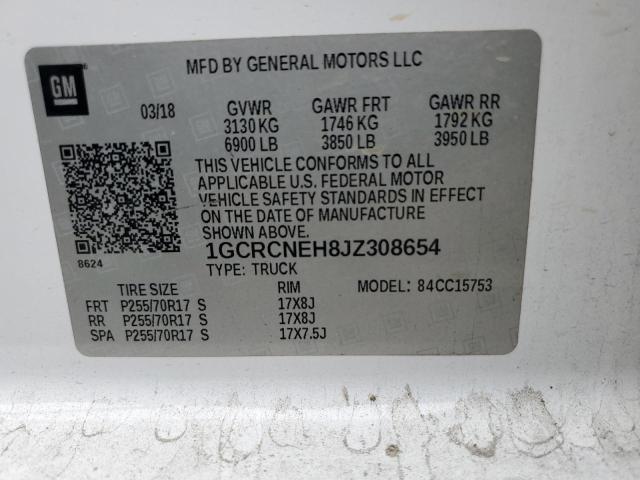 GM
MFD BY GENERAL MOTORS LLC
03/18 GVWR GAWR FRT GAWR RR
3130 KG 1746 KG 1792 KG
6900 LB 3850 LB 3950 LB
THIS VEHICLE CONFORMS TO ALL
APPLICABLE U.S. FEDERAL MOTOR
VEHICLE SAFETY STANDARDS IN EFFECT
ON THE DATE OF MANUFACTURE
SHOWN ABOVE.
8624
1GCRCNEH8JZ308654
TYPE: TRUCK
TIRE SIZE RIM MODEL: 84CC15753
FRT P255/70R17 S 17X8J
RR P255/70R17 S 17X8J
SPA P255/70R17 S 17X7.5J